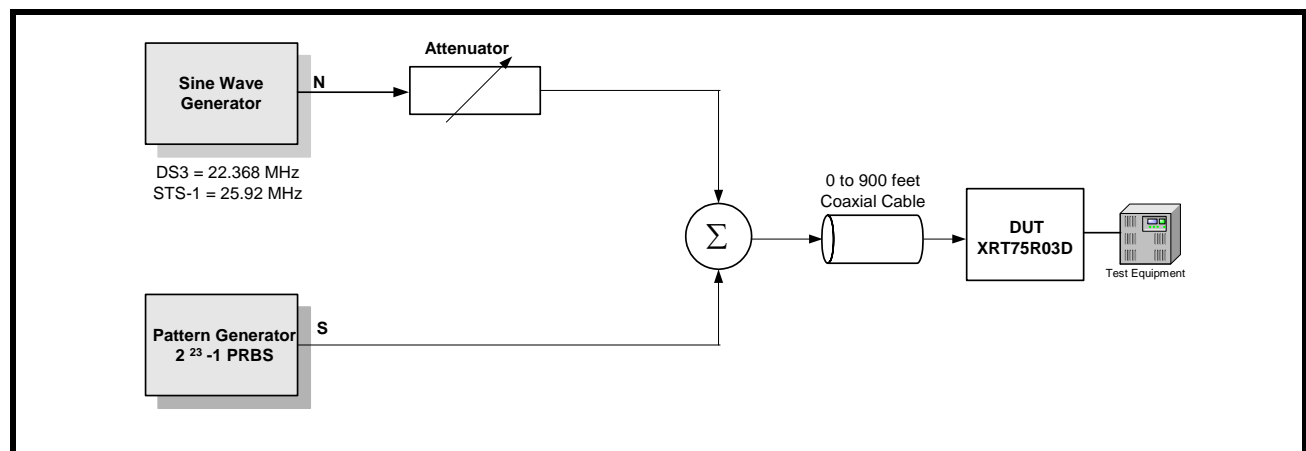 Attenuator
Sine Wave
Generator
N
DS3 = 22.368 MHz
STS-1 = 25.92 MHz
0 to 900 feet
Coaxial Cable
Σ
DUT
XRT75R03D
Test Equipment
Pattern Generator
2 ²³ -1 PRBS
S